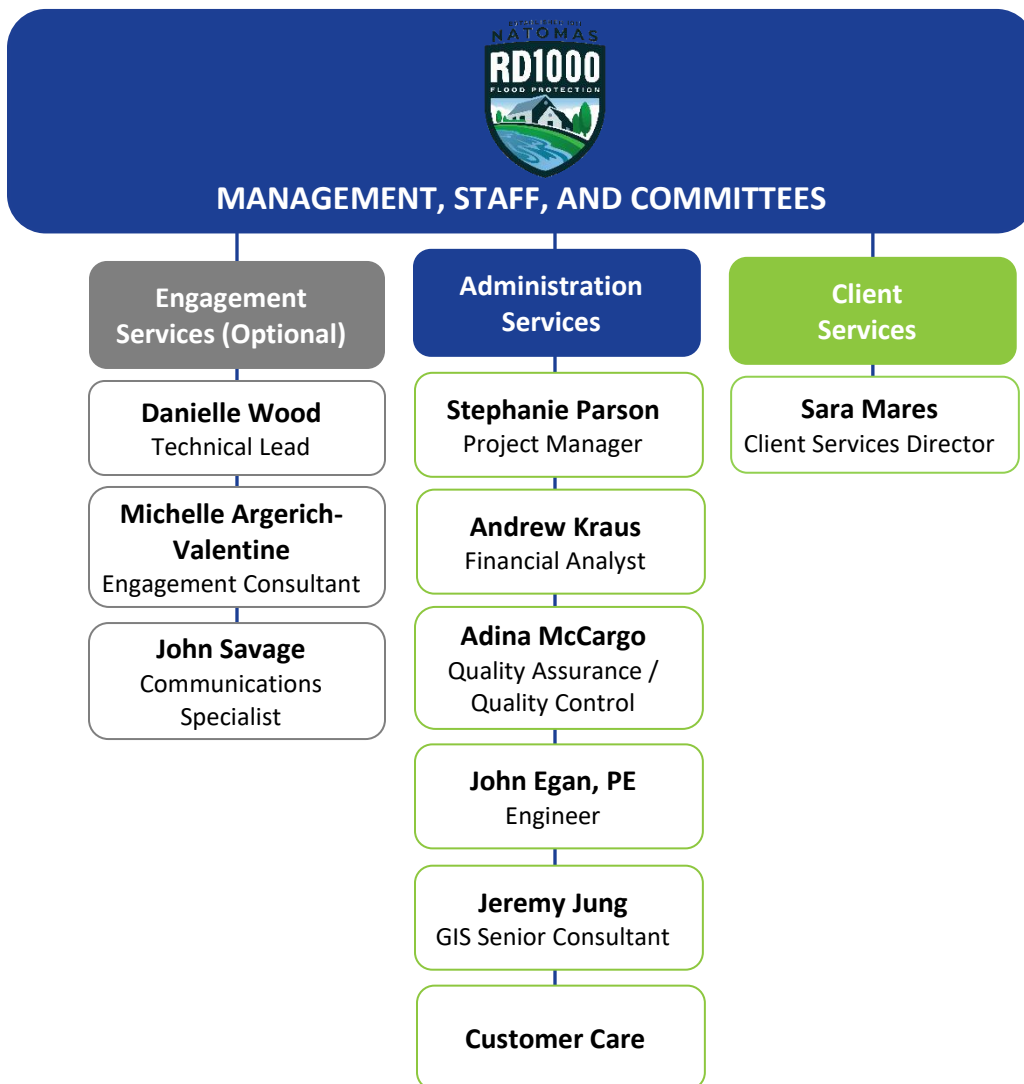 NATOMAS
RD1000
FLOOD PROTECTION
MANAGEMENT, STAFF, AND COMMITTEES
Engagement
Services (Optional)
Danielle Wood
Technical Lead
Michelle Argerich-
Valentine
Engagement Consultant
John Savage
Communications
Specialist
Administration
Services
Stephanie Parson
Project Manager
Andrew Kraus
Financial Analyst
Adina McCargo
Quality Assurance /
Quality Control
John Egan, PE
Engineer
Jeremy Jung
GIS Senior Consultant
Customer Care
Client
Services
Sara Mares
Client Services Director